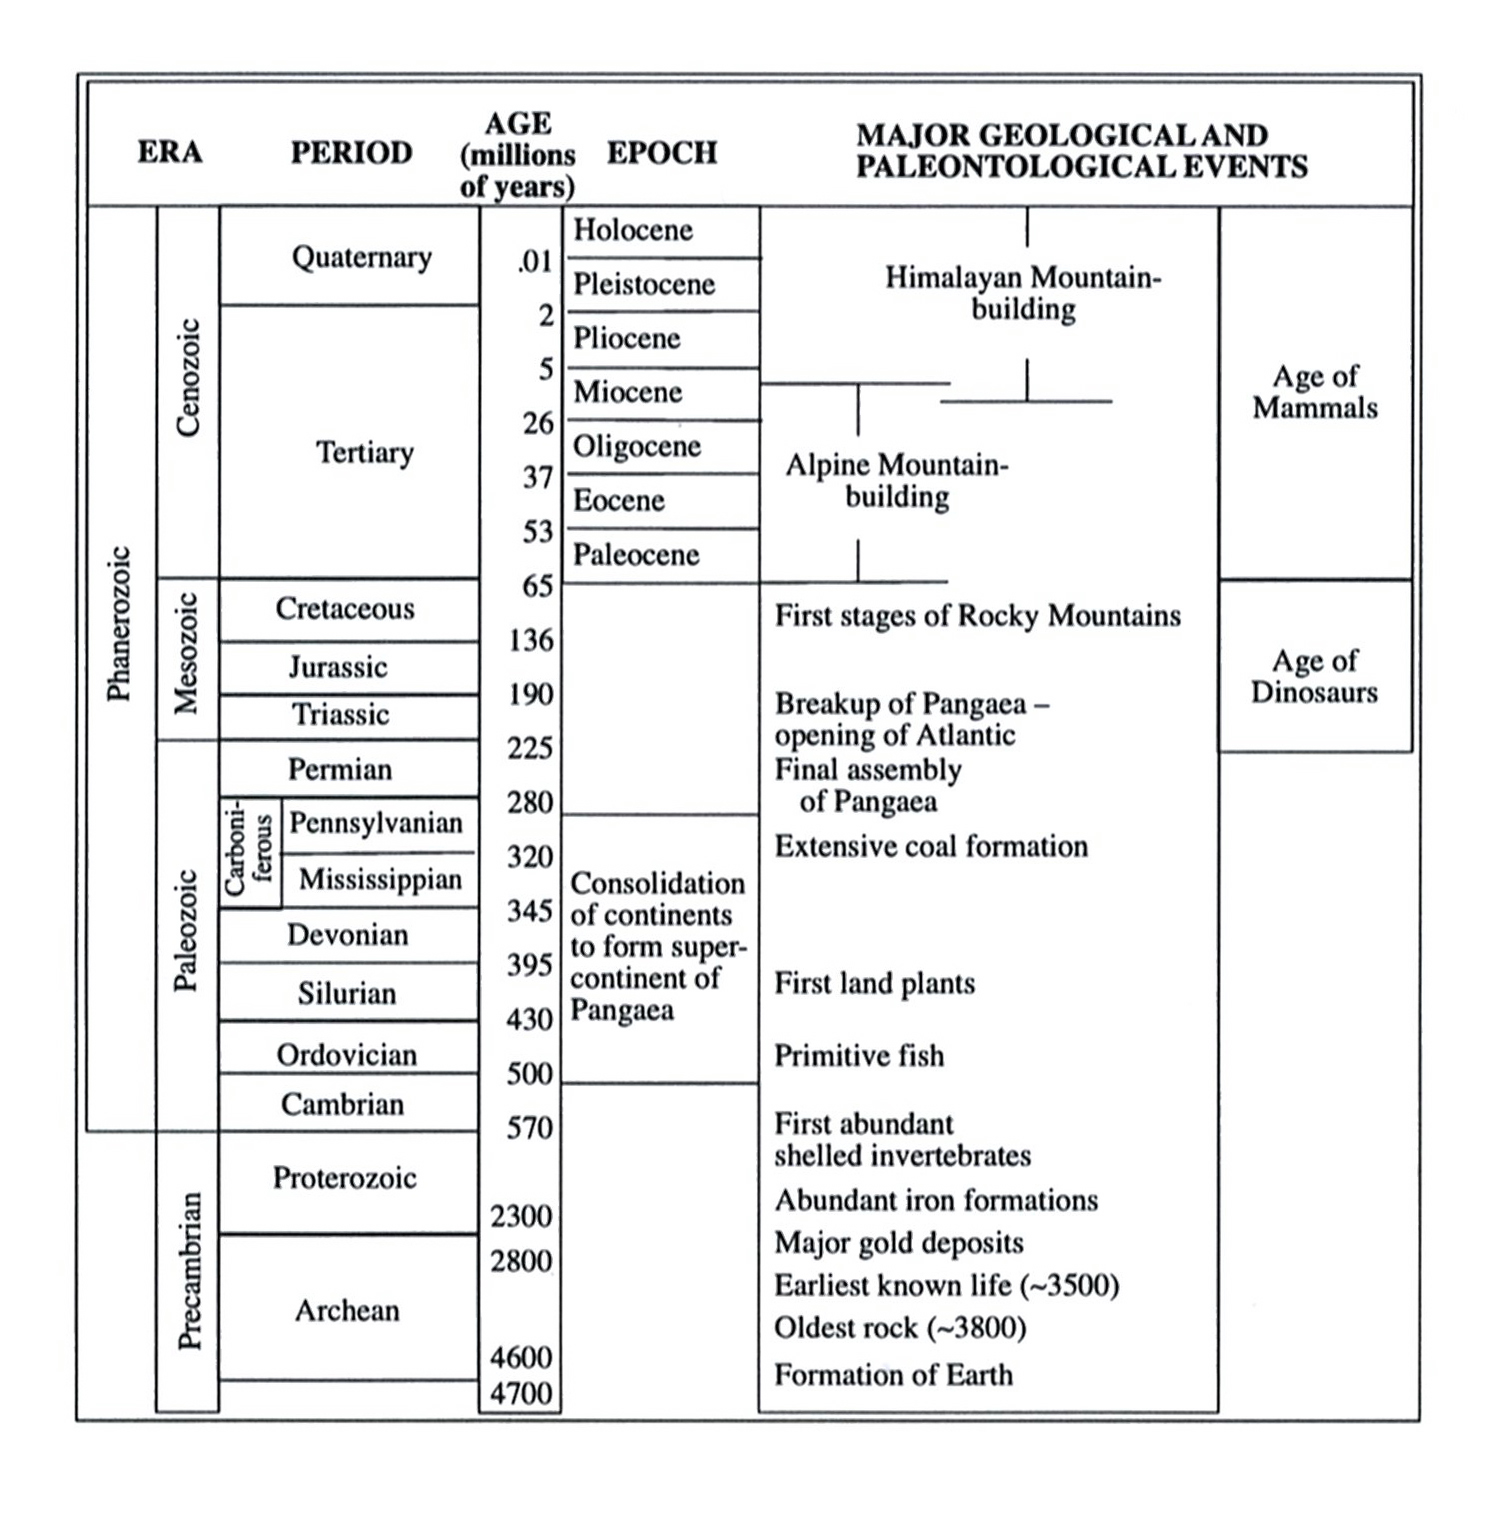 ERA
PERIOD
AGE
(millions
of years)
EPOCH
MAJOR GEOLOGICAL AND
PALEONTOLOGICAL EVENTS
Phanerozoic
Cenozoic
Quaternary
Tertiary
Mesozoic
Cretaceous
Jurassic
Triassic
Paleozoic
Permian
Carboni-
ferous
Pennsylvanian
Mississippian
Devonian
Silurian
Ordovician
Cambrian
Precambrian
Proterozoic
Archean
.01
2
5
26
37
53
65
136
190
225
280
320
345
395
430
500
570
2300
2800
4600
4700
Holocene
Pleistocene
Pliocene
Miocene
Oligocene
Eocene
Paleocene
Consolidation
of continents
to form super-
continent of
Pangaea
Himalayan Mountain-
building
Alpine Mountain-
building
First stages of Rocky Mountains
Breakup of Pangaea –
opening of Atlantic
Final assembly
of Pangaea
Extensive coal formation
First land plants
Primitive fish
First abundant
shelled invertebrates
Abundant iron formations
Major gold deposits
Earliest known life (~3500)
Oldest rock (~3800)
Formation of Earth
Age of
Mammals
Age of
Dinosaurs